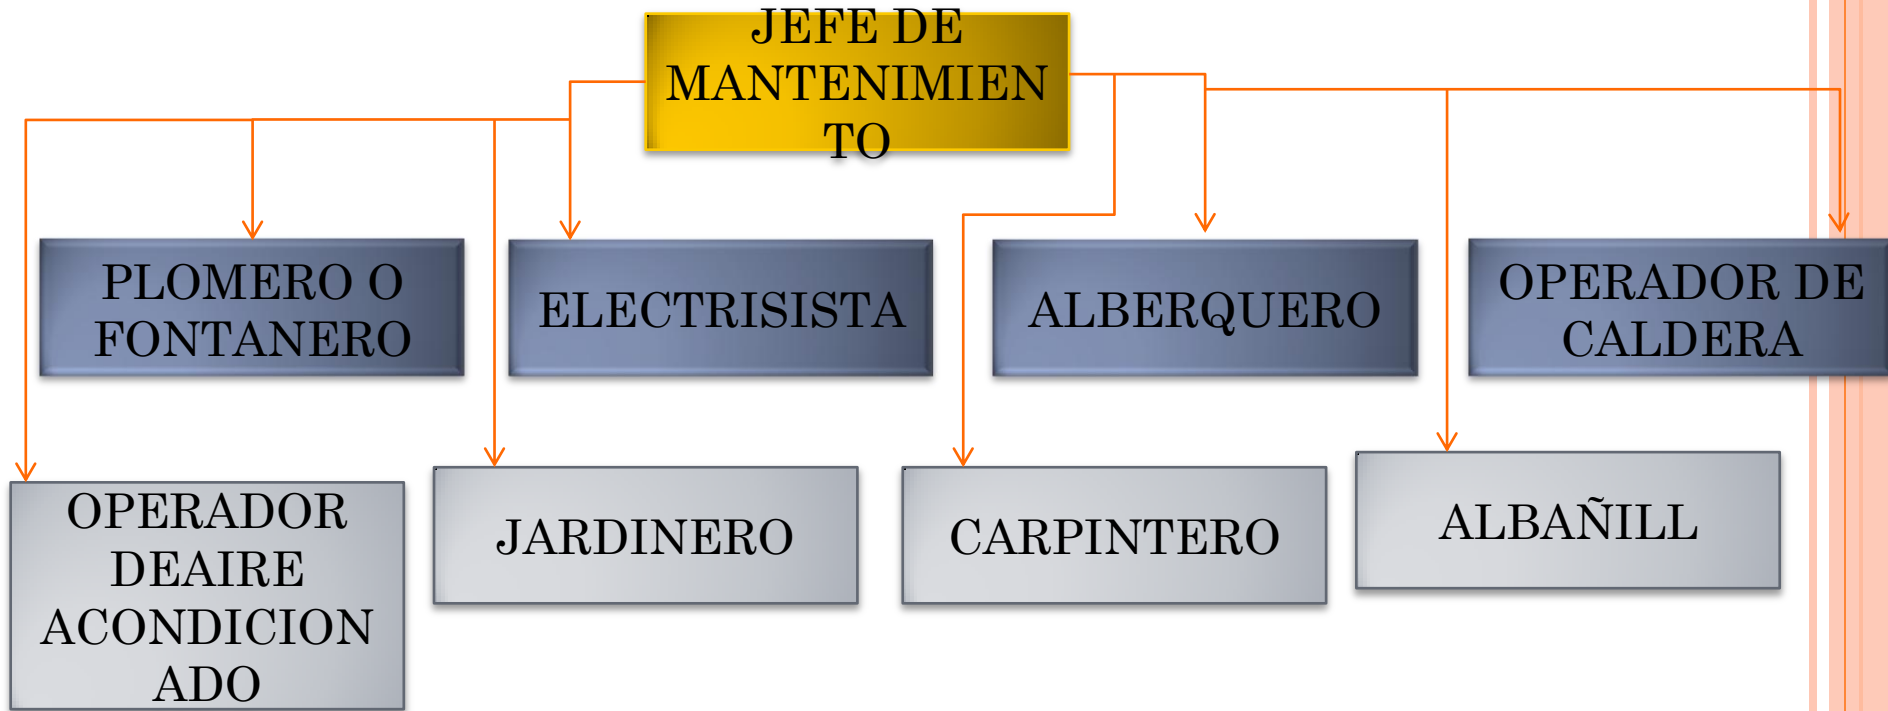 JEFE DE
MANTENIMIEN
TO
PLOMERO O
FONTANERO
ELECTRISISTA
ALBERQUERO
OPERADOR DE
CALDERA
OPERADOR
DEAIRE
ACONDICION
ADO
JARDINERO
CARPINTERO
ALBAÑILL